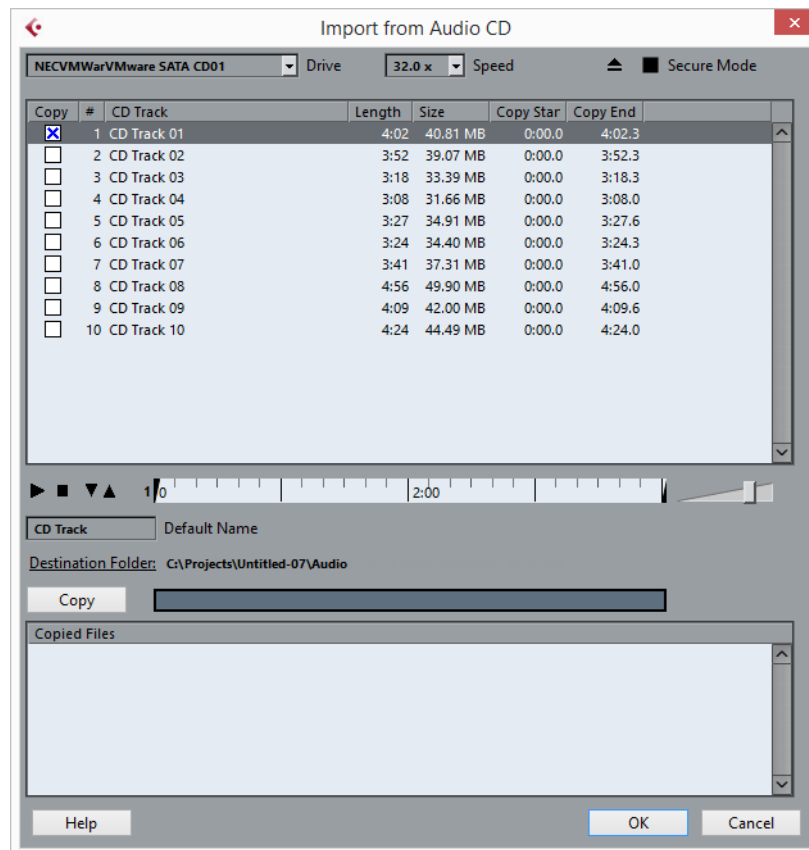 Import from Audio CD
NECVMWarVMware SATA CD01 Drive 32.0 x Speed Secure Mode
Copy # CD Track Length Size Copy Star Copy End
1 CD Track 01 4:02 40.81 MB 0:00.0 4:02.3
2 CD Track 02 3:52 39.07 MB 0:00.0 3:52.3
3 CD Track 03 3:18 33.39 MB 0:00.0 3:18.3
4 CD Track 04 3:08 31.66 MB 0:00.0 3:08.0
5 CD Track 05 3:27 34.91 MB 0:00.0 3:27.6
6 CD Track 06 3:24 34.40 MB 0:00.0 3:24.3
7 CD Track 07 3:41 37.31 MB 0:00.0 3:41.0
8 CD Track 08 4:56 49.90 MB 0:00.0 4:56.0
9 CD Track 09 4:09 42.00 MB 0:00.0 4:09.6
10 CD Track 10 4:24 44.49 MB 0:00.0 4:24.0
1 0 2:00
CD Track Default Name
Destination Folder: C:\Projects\Untitled-07\Audio
Copy
Copied Files
Help OK Cancel